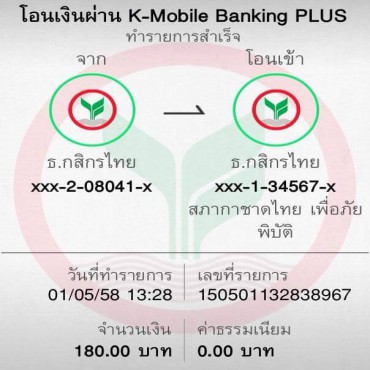 โอนเงินผ่าน K-Mobile Banking PLUS
ทำรายการสำเร็จ
จาก
โอนเข้า
ธ.กสิกรไทย
ธ.กสิกรไทย
xxx-2-08041-x
xxx-1-34567-x
สภากาชาดไทย เพื่อภัย
พิบัติ
วันที่ทำรายการ
เลขที่รายการ
01/05/58 13:28
150501132838967
จำนวนเงิน
ค่าธรรมเนียม
180.00 บาท
0.00 บาท